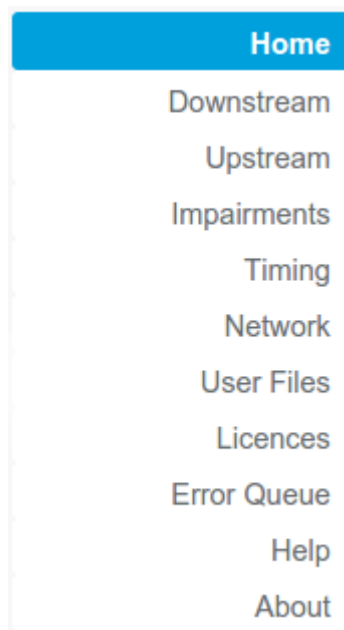 Home
Downstream
Upstream
Impairments
Timing
Network
User Files
Licences
Error Queue
Help
About